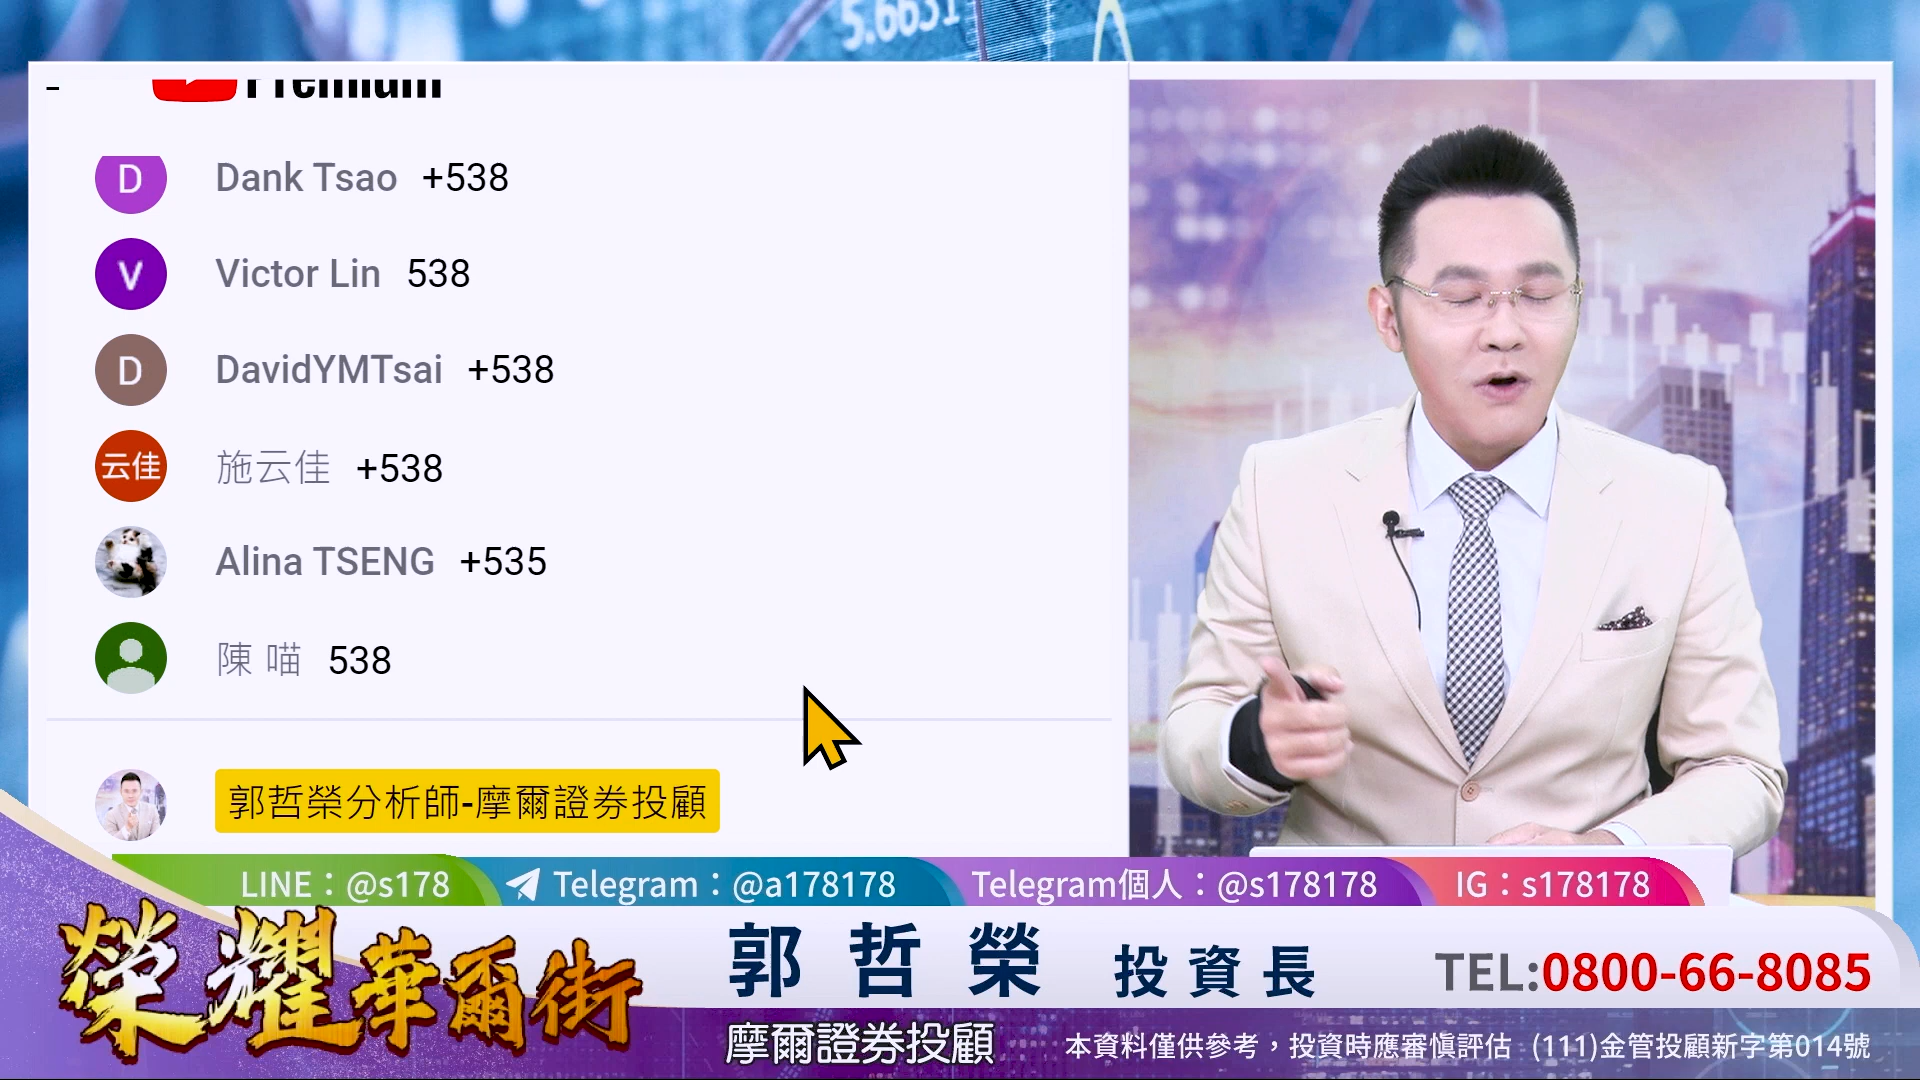 5.6631
Premium
D Dank Tsao +538
V Victor Lin 538
D DavidYMTsai +538
云佳 施云佳 +538
Alina TSENG +535
陳 喵 538
郭哲榮分析師-摩爾證券投顧
LINE：@s178 Telegram：@a178178 Telegram個人：@s178178 IG：s178178
榮耀華爾街
郭哲榮 投資長 TEL:0800-66-8085
摩爾證券投顧 本資料僅供參考，投資時應審慎評估 (111)金管投顧新字第014號